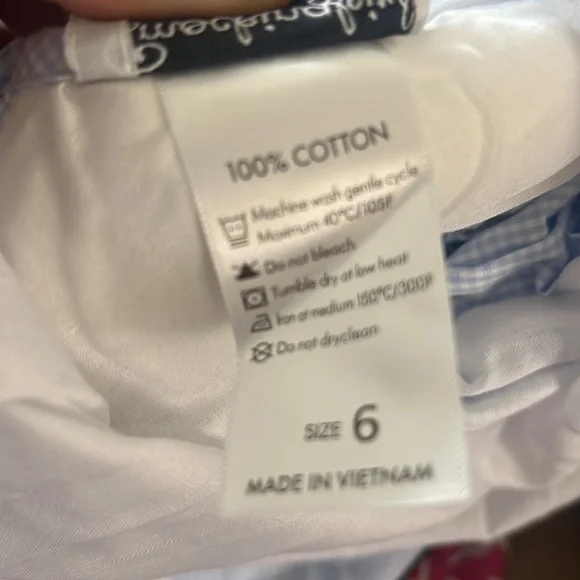 100% COTTON
Machine wash gentle cycle
Maximum 40°C/105F
Do not bleach
Tumble dry at low heat
Iron at medium 150°C/300F
Do not dryclean
SIZE 6
MADE IN VIETNAM